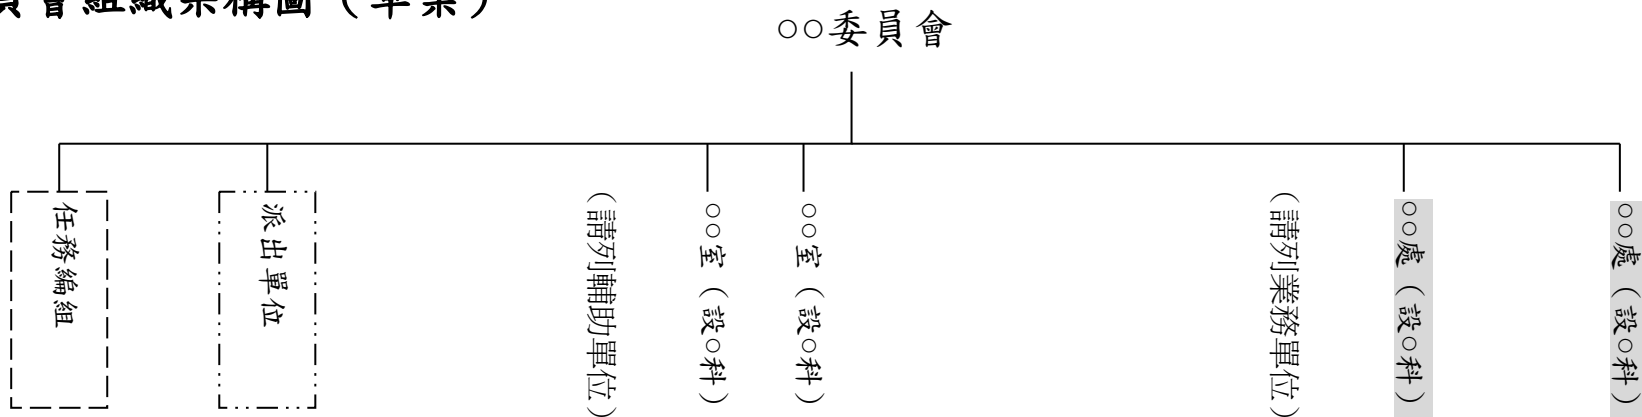 員會組織架構圖（草案）
○○委員會
○○處（設○科）
○○處（設○科）
（請列業務單位）
○○室（設○科）
○○室（設○科）
（請列輔助單位）
派出單位
任務編組